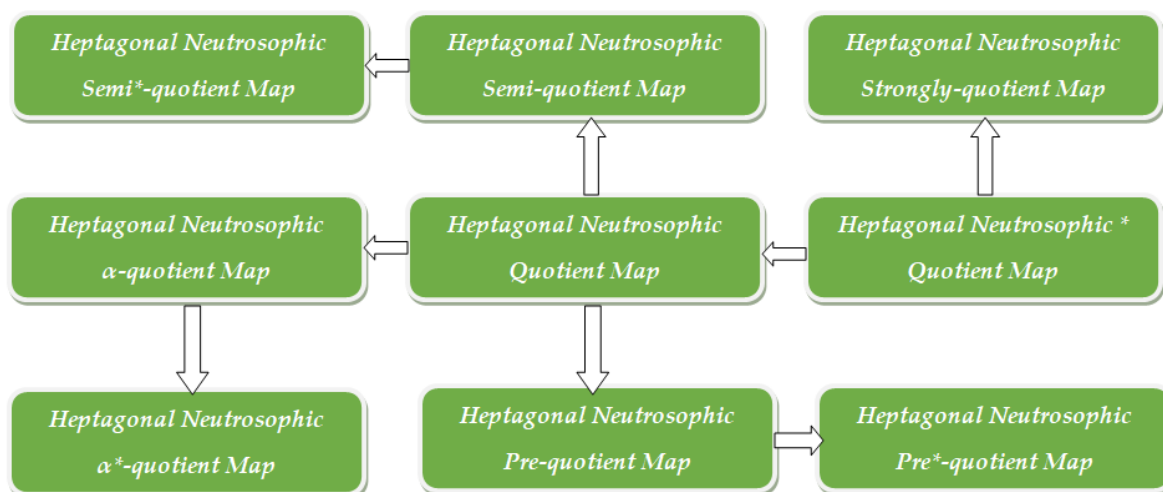 Heptagonal Neutrosophic
Semi*-quotient Map
Heptagonal Neutrosophic
Semi-quotient Map
Heptagonal Neutrosophic
Strongly-quotient Map
Heptagonal Neutrosophic
α-quotient Map
Heptagonal Neutrosophic
Quotient Map
Heptagonal Neutrosophic *
Quotient Map
Heptagonal Neutrosophic
α*-quotient Map
Heptagonal Neutrosophic
Pre-quotient Map
Heptagonal Neutrosophic
Pre*-quotient Map